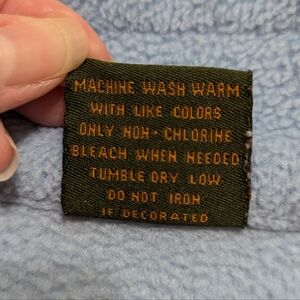 MACHINE WASH WARM
WITH LIKE COLORS
ONLY NON-CHLORINE
BLEACH WHEN NEEDED
TUMBLE DRY LOW
DO NOT IRON
IF DECORATED